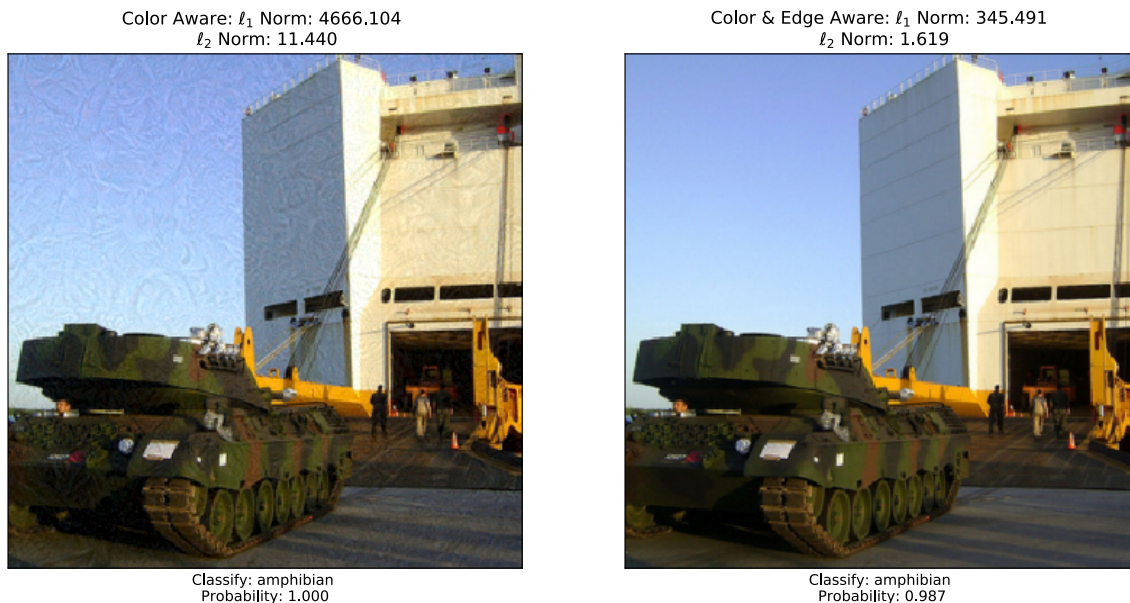 Color Aware: ℓ₁ Norm: 4666.104
ℓ₂ Norm: 11.440
Classify: amphibian
Probability: 1.000
Color & Edge Aware: ℓ₁ Norm: 345.491
ℓ₂ Norm: 1.619
Classify: amphibian
Probability: 0.987